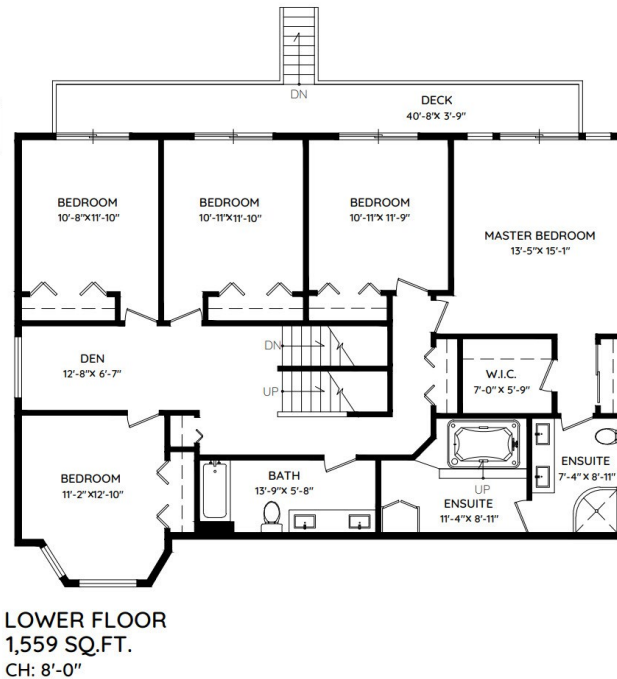 DN
DECK
40'-8"X 3'-9"
BEDROOM
10'-8"X11'-10"
BEDROOM
10'-11"X11'-10"
BEDROOM
10'-11"X 11'-9"
MASTER BEDROOM
13'-5"X 15'-1"
DEN
12'-8"X 6'-7"
DN
UP
W.I.C.
7'-0" X 5'-9"
BEDROOM
11'-2"X12'-10"
BATH
13'-9"X 5'-8"
UP
ENSUITE
11'-4"X 8'-11"
ENSUITE
7'-4" X 8'-11"
LOWER FLOOR
1,559 SQ.FT.
CH: 8'-0"